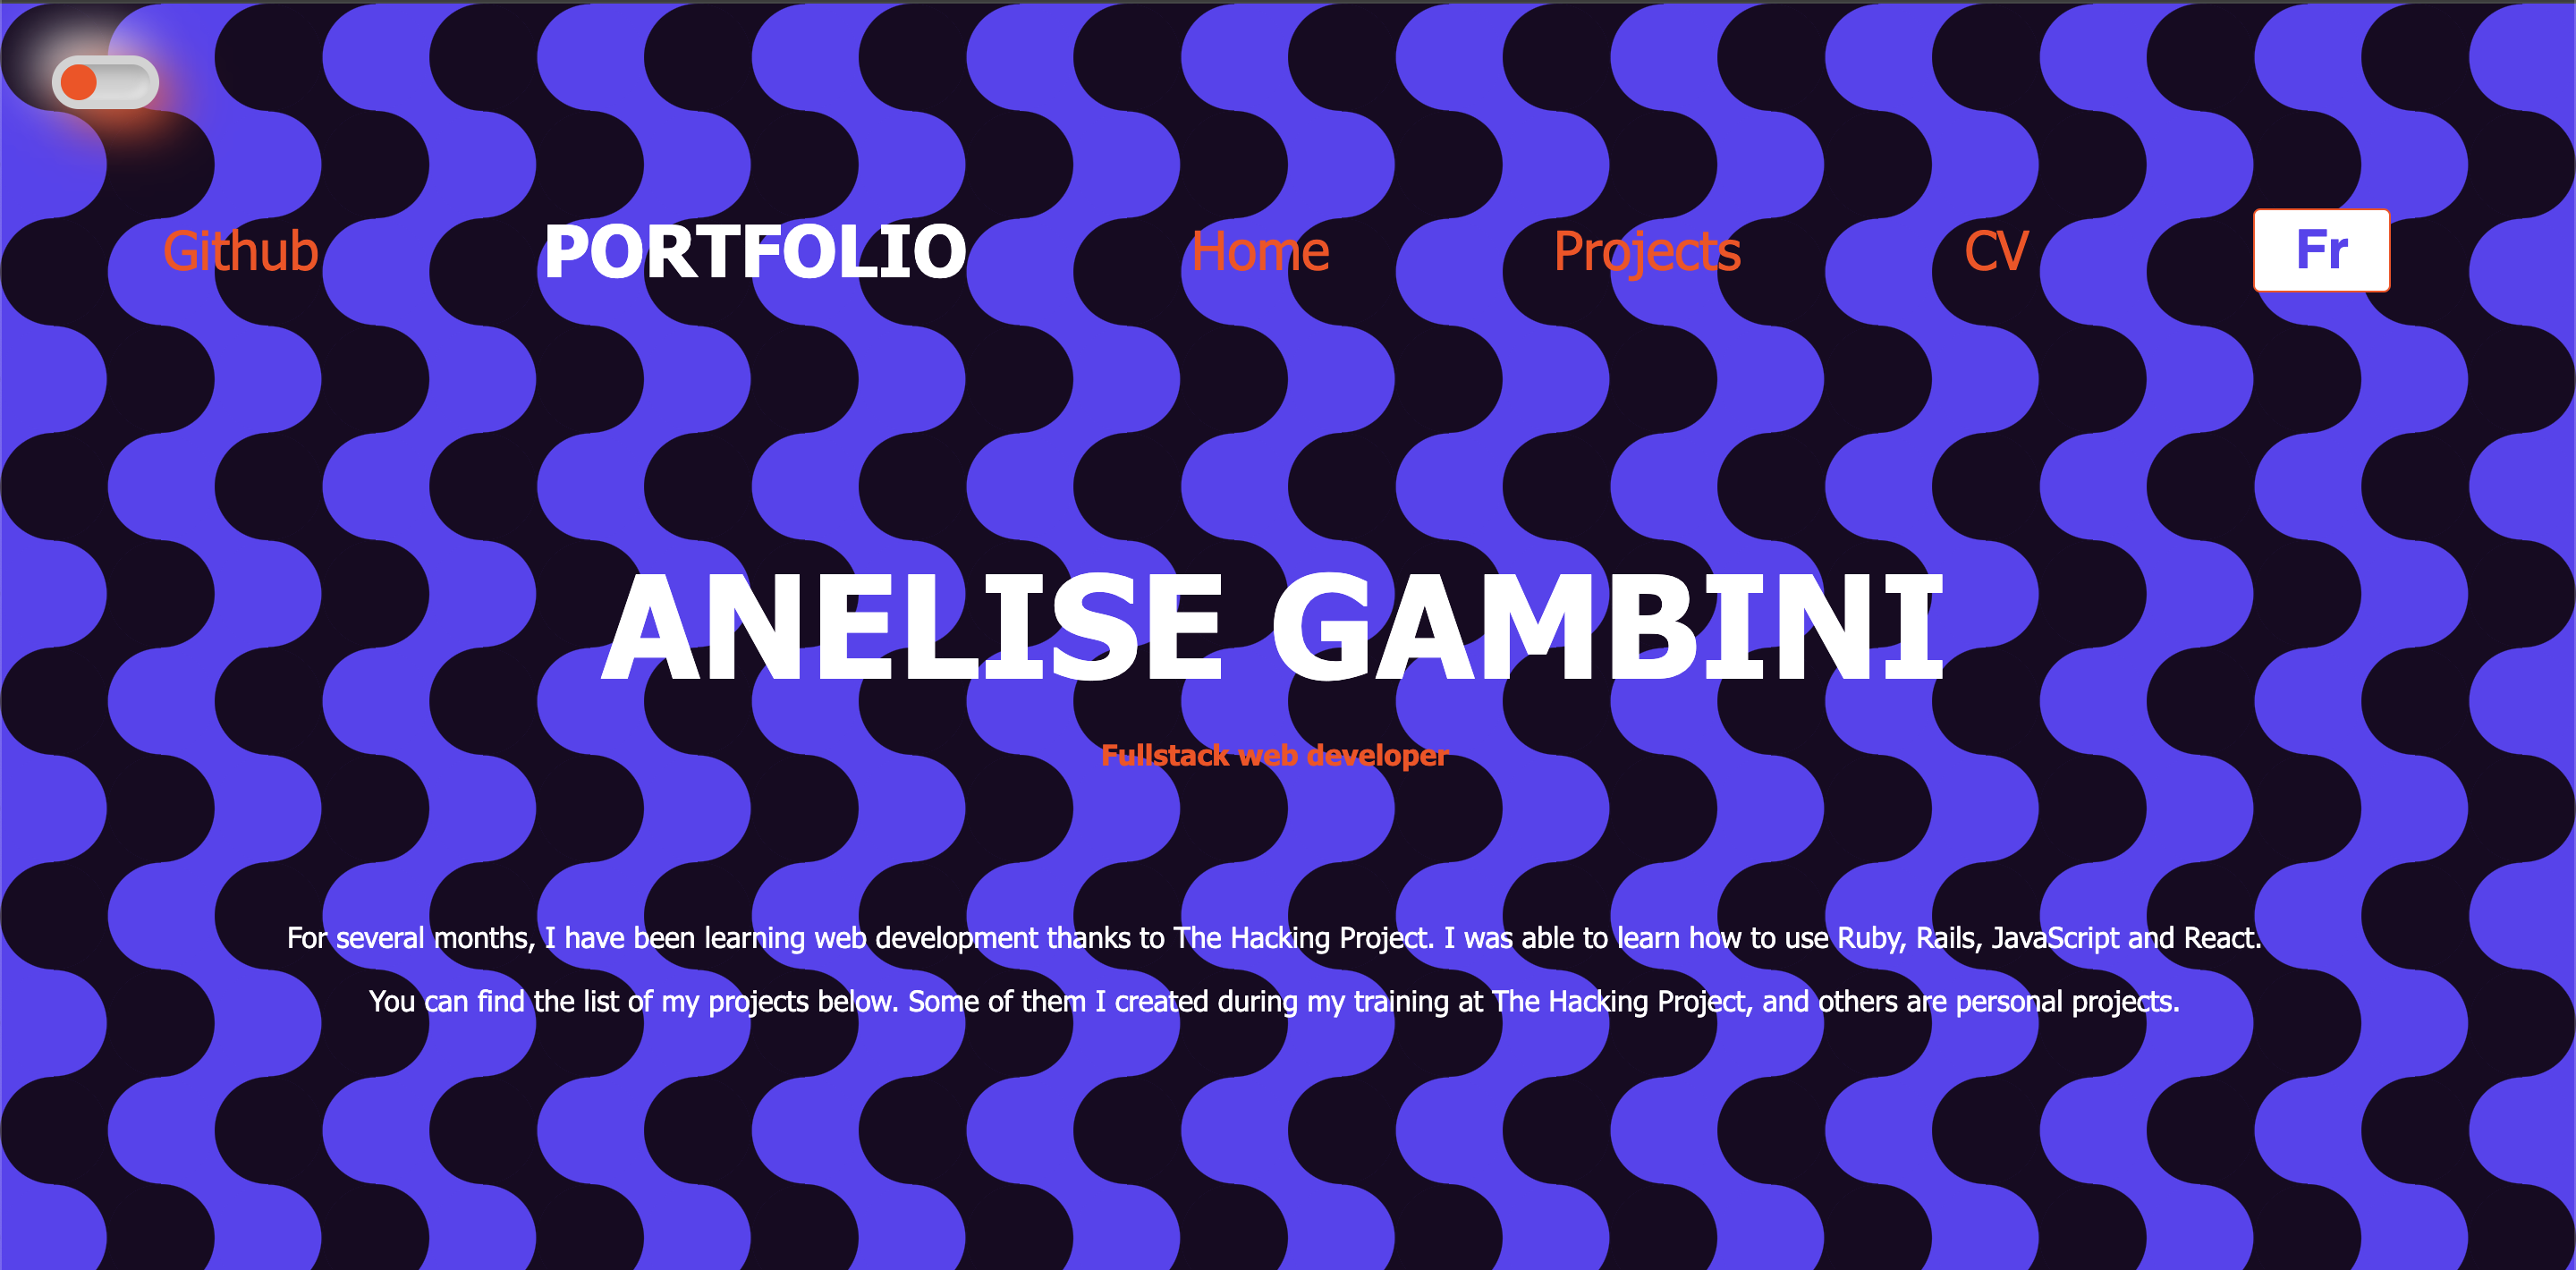 Github PORTFOLIO Home Projects CV Fr
ANELISE GAMBINI
Fullstack web developer
For several months, I have been learning web development thanks to The Hacking Project. I was able to learn how to use Ruby, Rails, JavaScript and React.
You can find the list of my projects below. Some of them I created during my training at The Hacking Project, and others are personal projects.